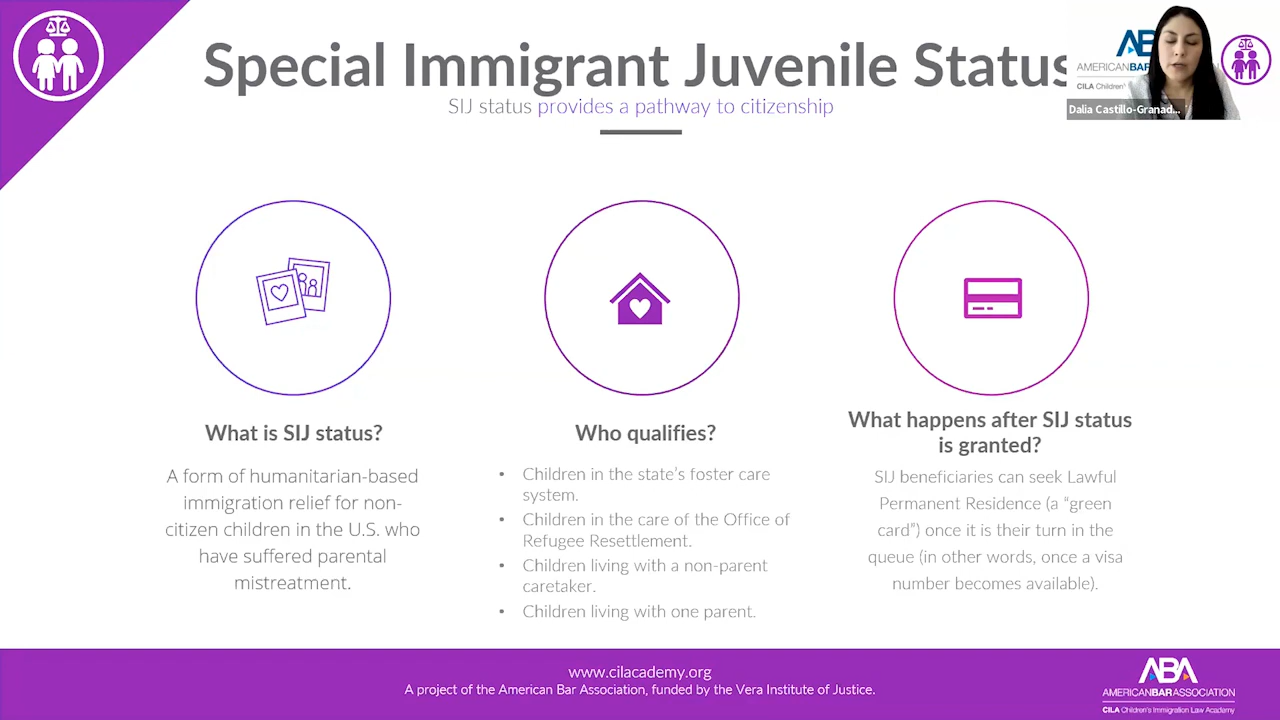 Special Immigrant Juvenile Status
SIJ status provides a pathway to citizenship
AB
AMERICANBAR
CILA Children'
Dalia Castillo-Granad...
What is SIJ status?
A form of humanitarian-based
immigration relief for non-
citizen children in the U.S. who
have suffered parental
mistreatment.
Who qualifies?
• Children in the state's foster care
system.
• Children in the care of the Office of
Refugee Resettlement.
• Children living with a non-parent
caretaker.
• Children living with one parent.
What happens after SIJ status
is granted?
SIJ beneficiaries can seek Lawful
Permanent Residence (a “green
card”) once it is their turn in the
queue (in other words, once a visa
number becomes available).
www.cilacademy.org
A project of the American Bar Association, funded by the Vera Institute of Justice.
ABA
AMERICANBARASSOCIATION
CILA Children's Immigration Law Academy